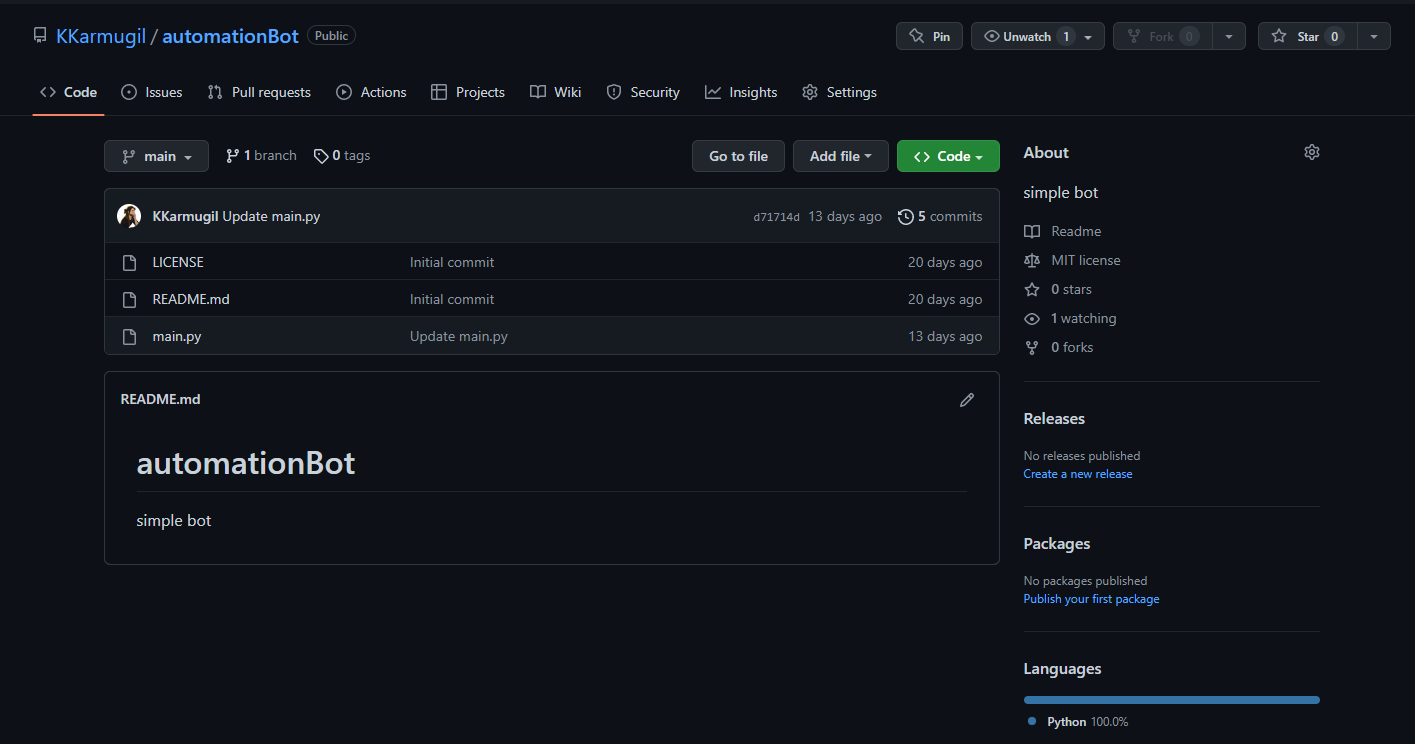 KKarmugil / automationBot Public
Pin Unwatch 1 Fork 0 Star 0
Code Issues Pull requests Actions Projects Wiki Security Insights Settings
main 1 branch 0 tags Go to file Add file Code
KKarmugil Update main.py d71714d 13 days ago 5 commits
LICENSE Initial commit 20 days ago
README.md Initial commit 20 days ago
main.py Update main.py 13 days ago
README.md
automationBot
simple bot
About
simple bot
Readme
MIT license
0 stars
1 watching
0 forks
Releases
No releases published
Create a new release
Packages
No packages published
Publish your first package
Languages
Python 100.0%